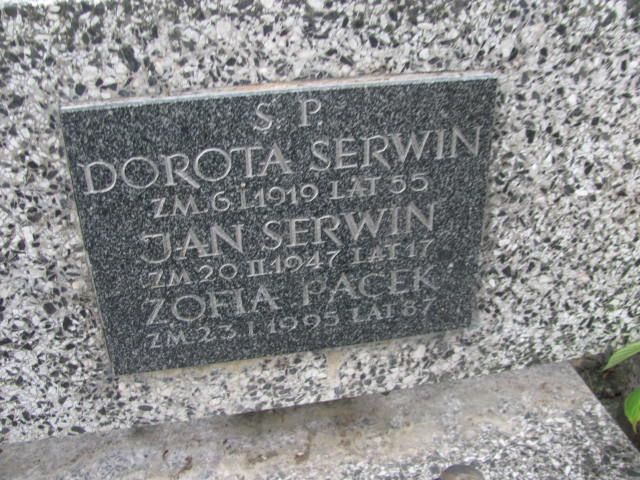 S P
DOROTA SERWIN
ZM. 6 I 1919 LAT 55
JAN SERWIN
ZM 20 II 1947 LAT 17
ZOFIA PACEK
ZM. 23 I 1995 LAT 87